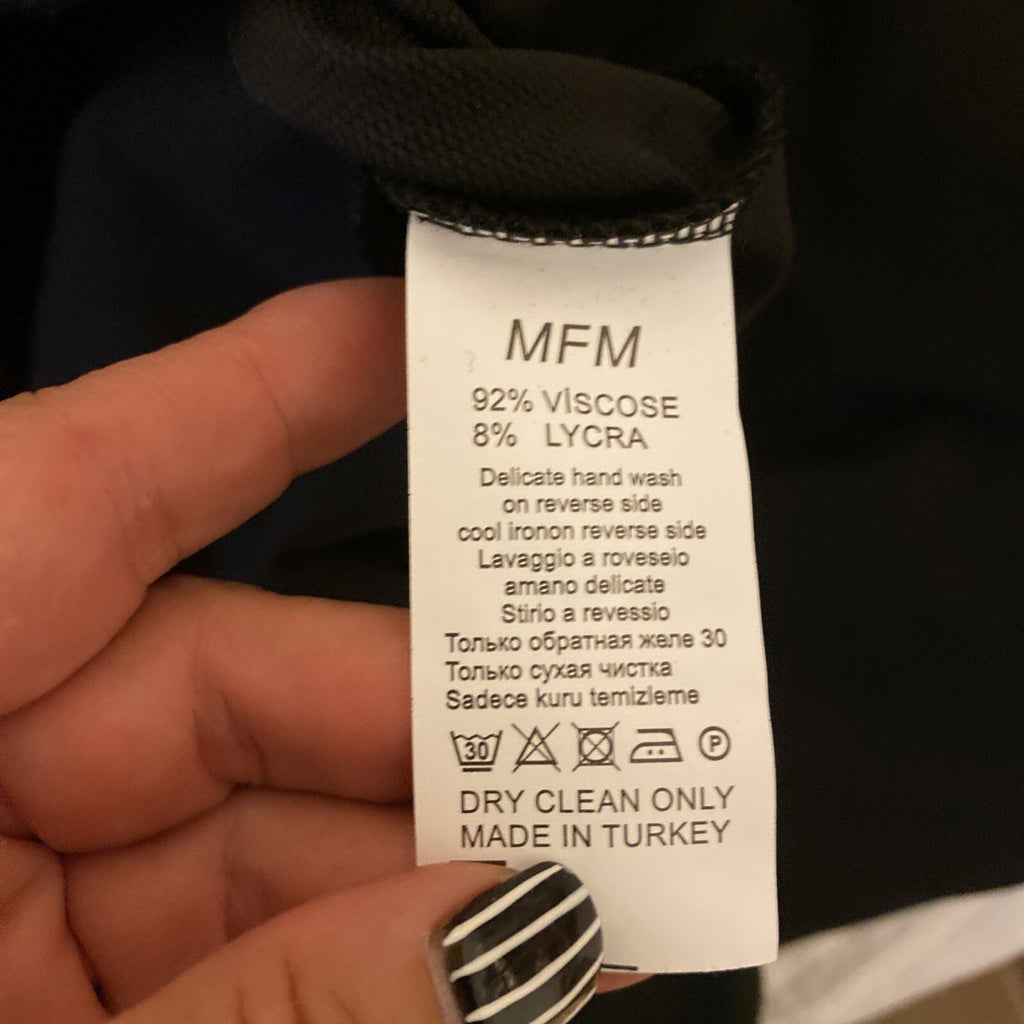 MFM
92% VİSCOSE
8% LYCRA
Delicate hand wash
on reverse side
cool ironon reverse side
Lavaggio a roveseio
amano delicate
Stirio a revessio
Только обратная желе 30
Только сухая чистка
Sadece kuru temizleme
30 P
DRY CLEAN ONLY
MADE IN TURKEY